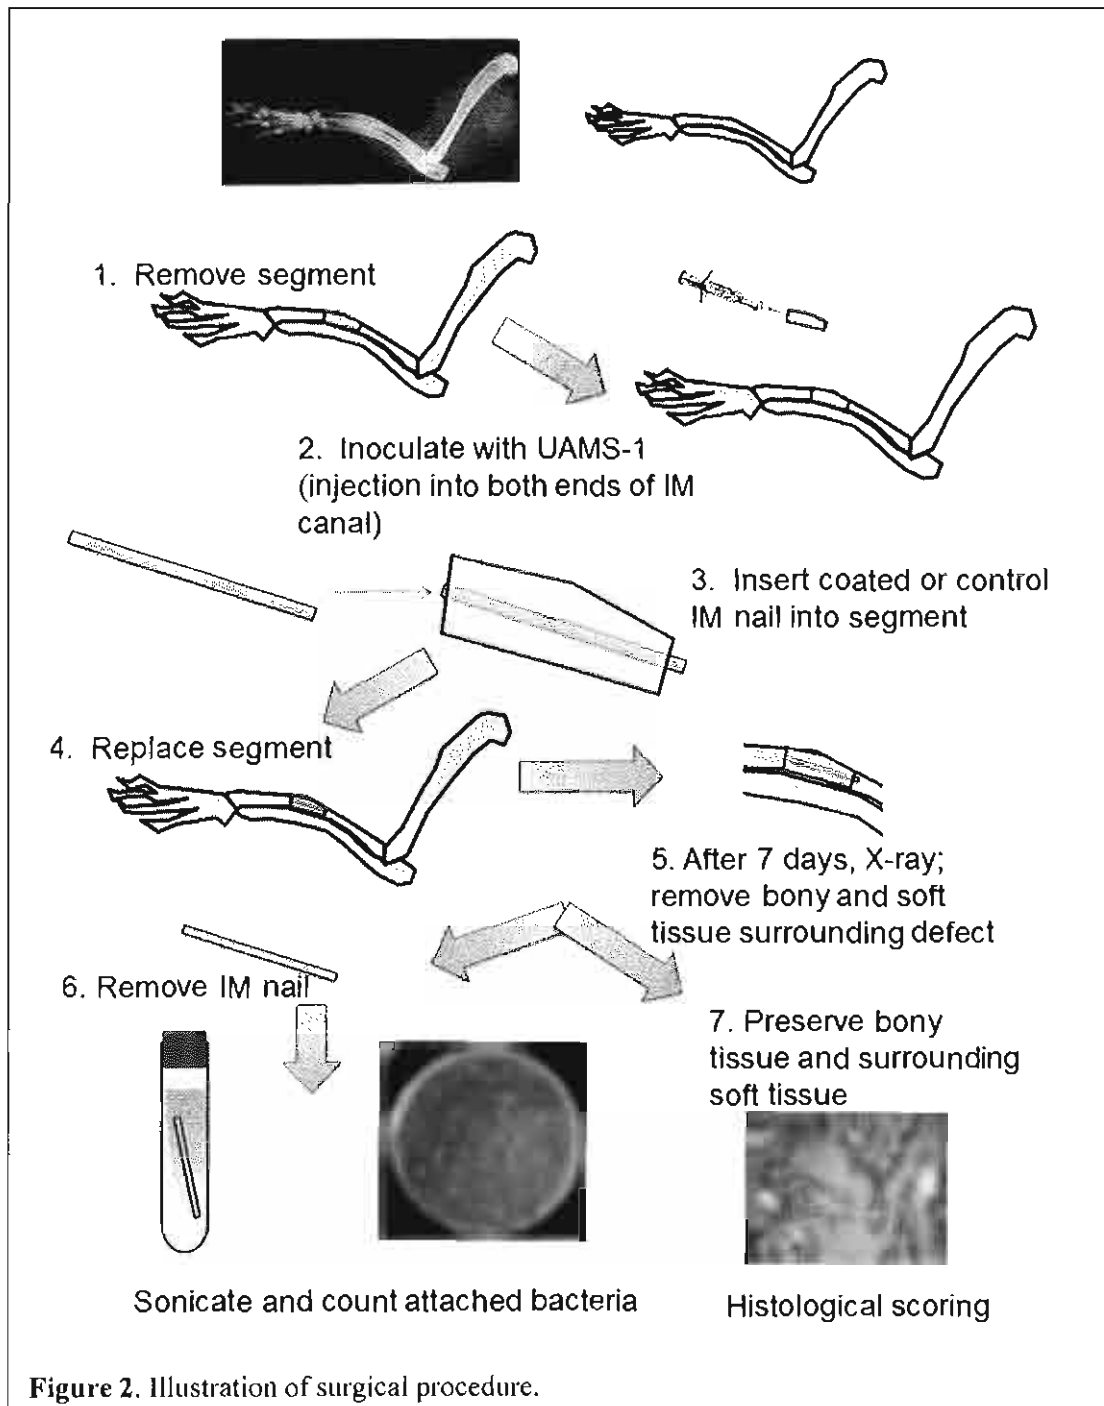 1. Remove segment
2. Inoculate with UAMS-1
(injection into both ends of IM
canal)
3. Insert coated or control
IM nail into segment
4. Replace segment
5. After 7 days, X-ray;
remove bony and soft
tissue surrounding defect
6. Remove IM nail
7. Preserve bony
tissue and surrounding
soft tissue
Sonicate and count attached bacteria
Histological scoring
Figure 2. Illustration of surgical procedure.